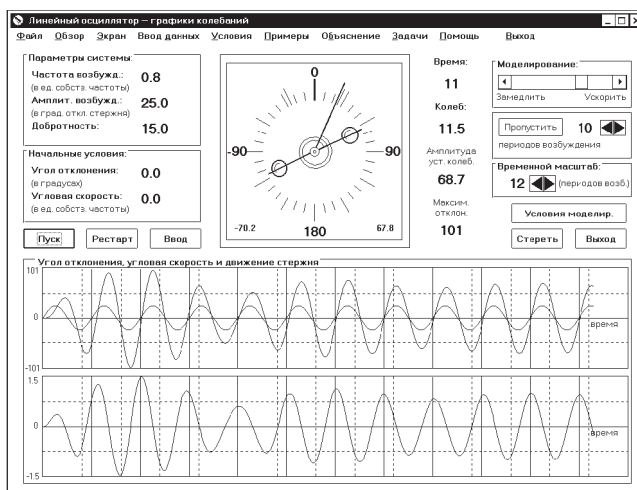 Линейный осциллятор — графики колебаний
Файл Обзор Экран Ввод данных Условия Примеры Объяснение Задачи Помощь Выход
Параметры системы:
Частота возбужд.: 0.8
(в ед. собств. частоты)
Амплит. возбужд.: 25.0
(в град. откл. стержня)
Добротность: 15.0
Начальные условия:
Угол отклонения: 0.0
(в градусах)
Угловая скорость: 0.0
(в ед. собств. частоты)
Пуск Рестарт Ввод
0
-90 90
180
-70.2 67.8
Время:
11
Колеб:
11.5
Амплитуда
уст. колеб.
68.7
Максим.
отклон.
101
Моделирование:
Замедлить Ускорить
Пропустить 10
периодов возбуждения
Временной масштаб:
12 (периодов возб.)
Условия моделир.
Стереть Выход
Угол отклонения, угловая скорость и движение стержня
101
0
время
-101
1.5
0
время
-1.5